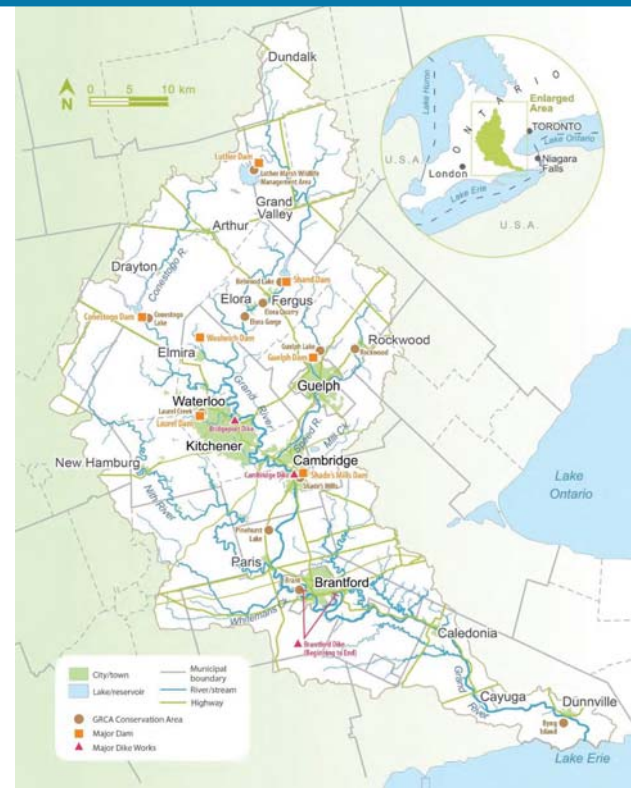 Dundalk
N
0 5 10 km
Luther Dam
Luther Marsh Wildlife
Management Area
Grand
Valley
Arthur
Drayton
Conestogo R.
Belwood Lake
Shand Dam
Elora
Fergus
Elora Quarry
Elora Gorge
Conestogo Dam
Conestogo
Lake
Woolwich Dam
Elmira
Guelph Lake
Guelph Dam
Rockwood
Rockwood
Guelph
Grand River
Waterloo
Laurel Creek
Laurel Dam
Bridgeport Dike
Kitchener
Speed R.
Mill Ck.
Cambridge
Cambridge Dike
Shade's Mills Dam
Shade's Mills
New Hamburg
Nith River
Pinehurst
Lake
Paris
Brant
Brantford
Whitemans Ck.
Brantford Dike
(Beginning to End)
Caledonia
Grand
River
Cayuga
Dunnville
Byng
Island
Lake Erie
Lake
Ontario
ONTARIO
Lake Huron
Enlarged
Area
TORONTO
Lake Ontario
U.S.A.
London
Niagara
Falls
Lake Erie
U.S.A.
City/town
Lake/reservoir
Municipal
boundary
River/stream
Highway
GRCA Conservation Area
Major Dam
Major Dike Works